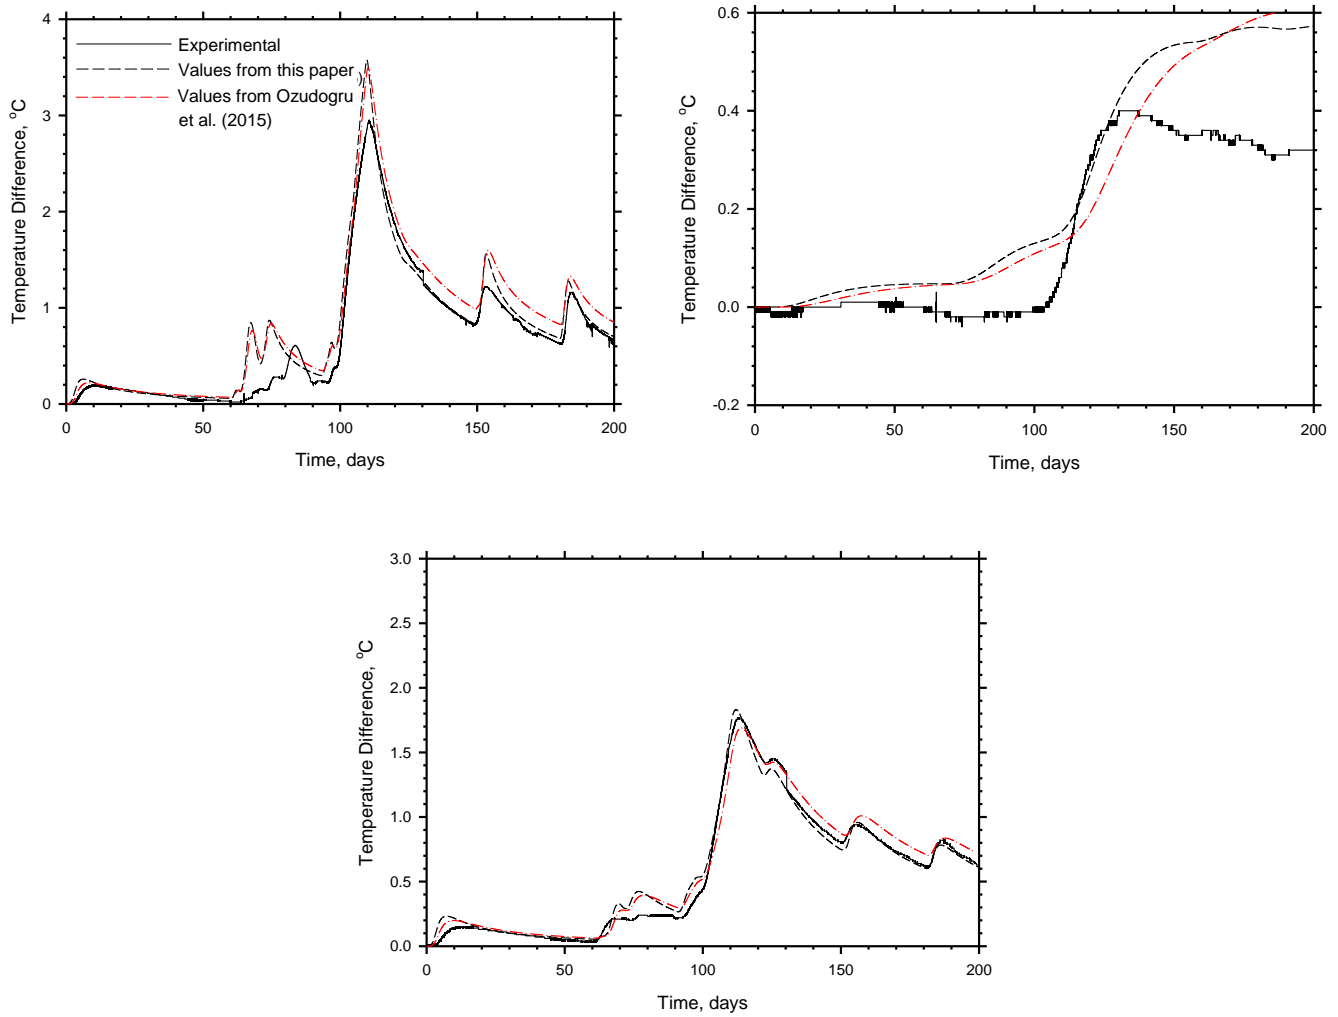 4
3
2
1
0
Temperature Difference, °C
Experimental
Values from this paper )
Values from Ozudogru
et al. (2015)
0 50 100 150 200
Time, days
0.6
0.4
0.2
0.0
-0.2
Temperature Difference, °C
0 50 100 150 200
Time, days
3.0
2.5
2.0
1.5
1.0
0.5
0.0
Temperature Difference, °C
0 50 100 150 200
Time, days